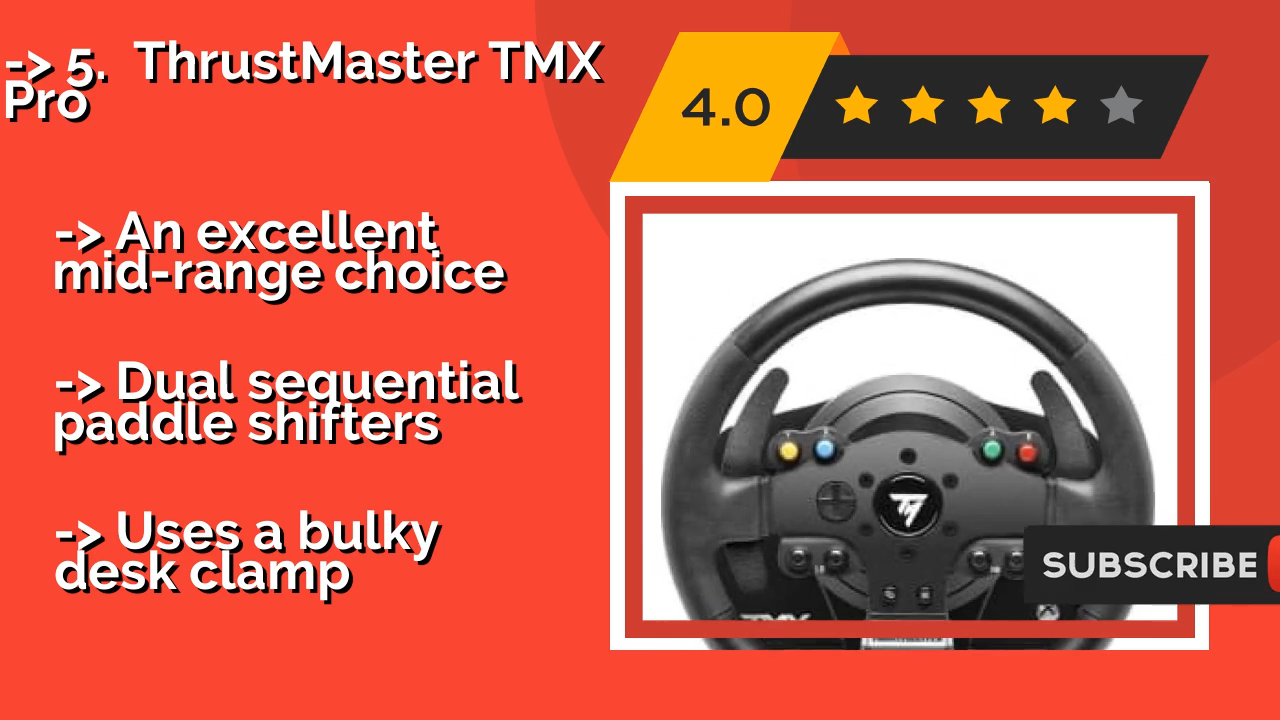 -> 5.  ThrustMaster TMX
Pro
4.0
-> An excellent
mid-range choice
-> Dual sequential
paddle shifters
-> Uses a bulky
desk clamp
SUBSCRIBE
TMX